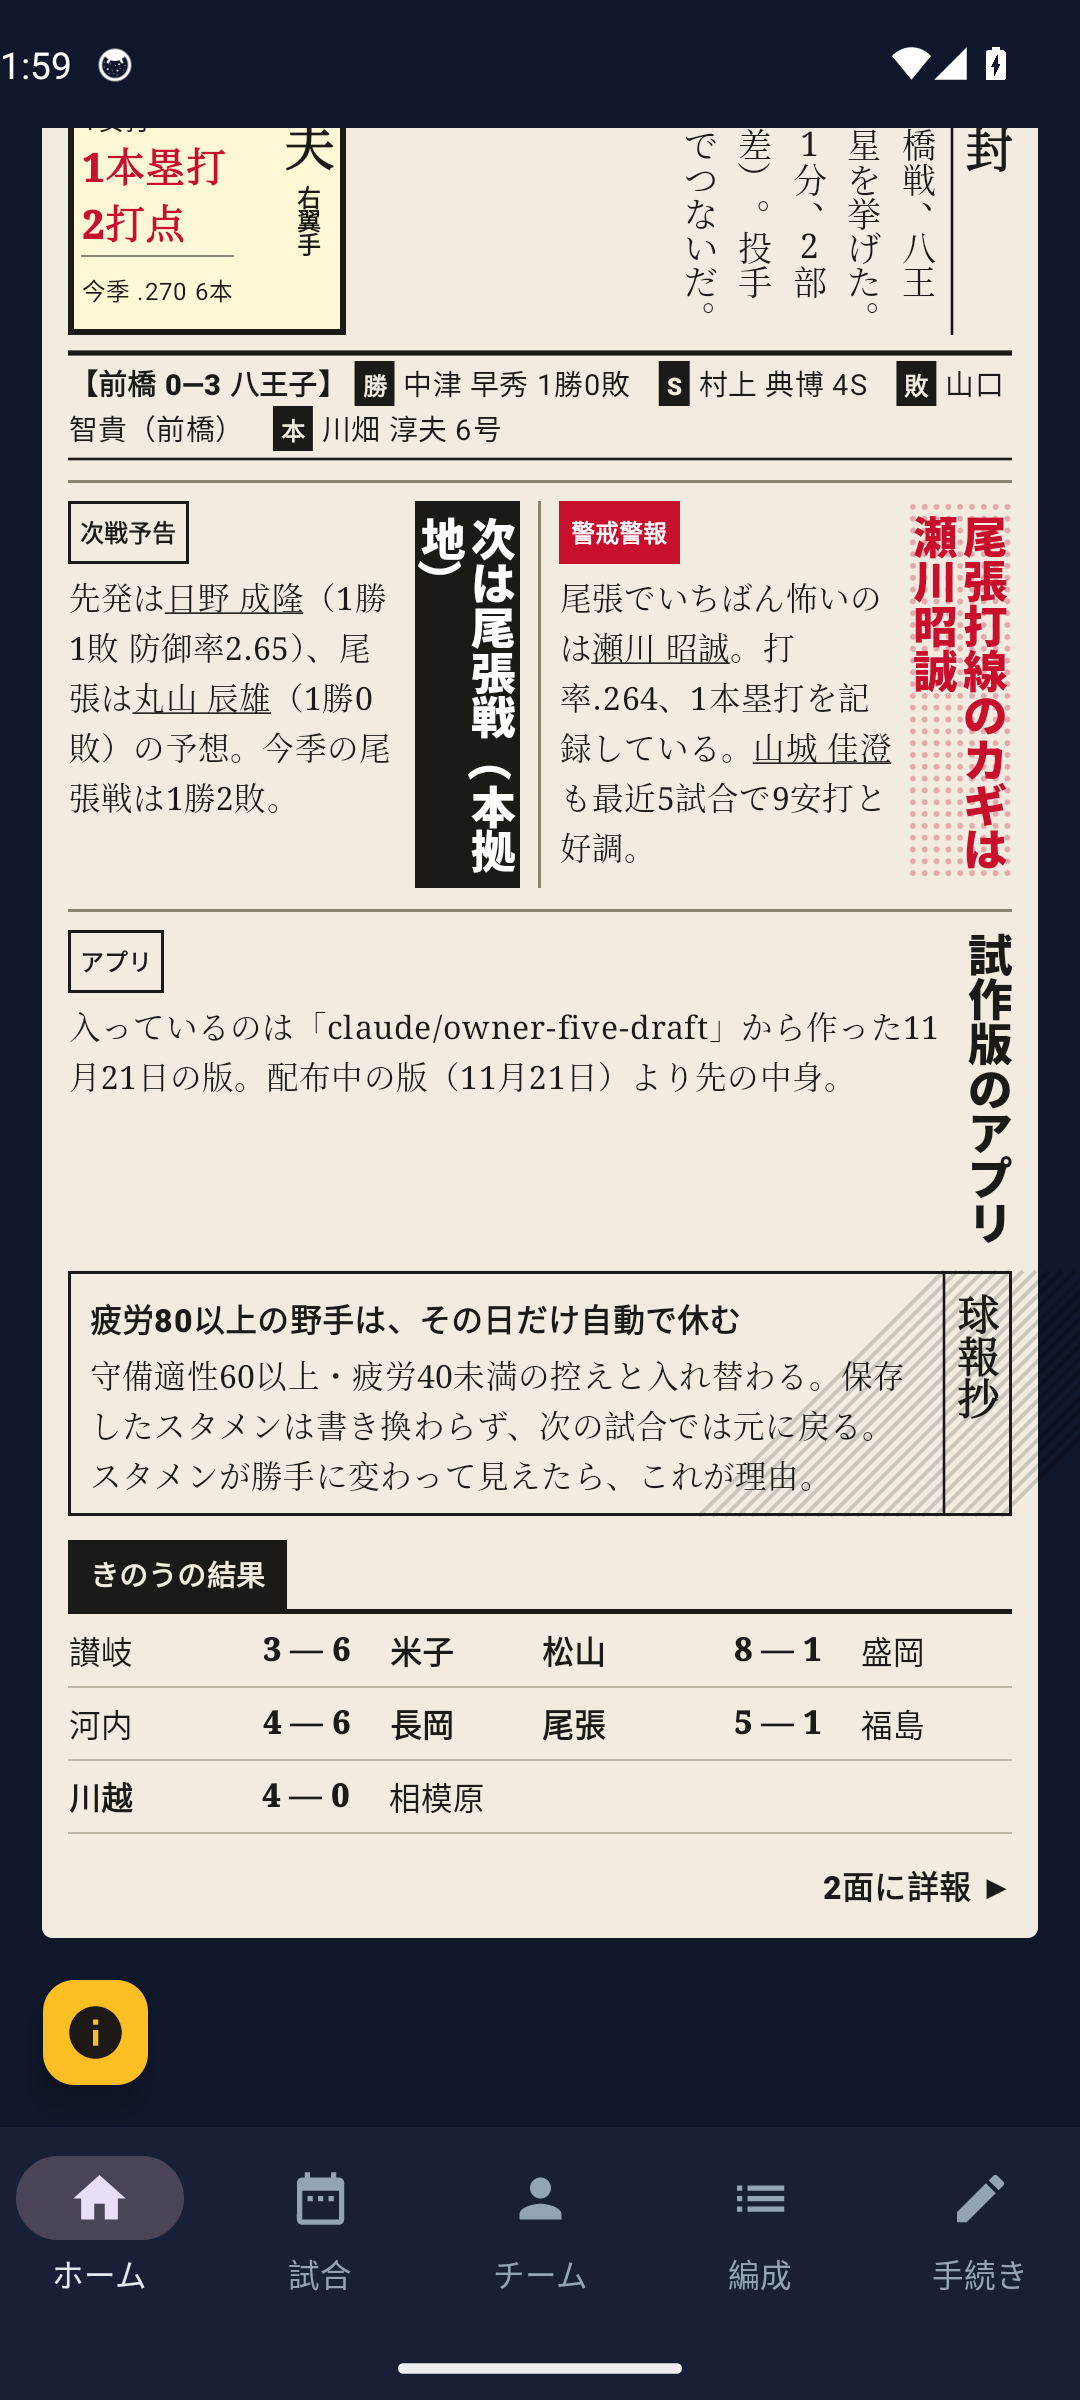 1:59
1本塁打
2打点
今季 .270 6本
夫
右翼手
封
橋戦、八王
星を挙げた。
1分、2部
差）。投手
でつないだ。
【前橋 0–3 八王子】 勝 中津 早秀 1勝0敗 S 村上 典博 4S 敗 山口
智貴（前橋） 本 川畑 淳夫 6号
次戦予告
次は尾張戦（本拠
地）
先発は日野 成隆（1勝
1敗 防御率2.65）、尾
張は丸山 辰雄（1勝0
敗）の予想。今季の尾
張戦は1勝2敗。
警戒警報
尾張打線のカギは
瀬川昭誠
尾張でいちばん怖いの
は瀬川 昭誠。打
率.264、1本塁打を記
録している。山城 佳澄
も最近5試合で9安打と
好調。
アプリ
試作版のアプリ
入っているのは「claude/owner-five-draft」から作った11
月21日の版。配布中の版（11月21日）より先の中身。
球報抄
疲労80以上の野手は、その日だけ自動で休む
守備適性60以上・疲労40未満の控えと入れ替わる。保存
したスタメンは書き換わらず、次の試合では元に戻る。
スタメンが勝手に変わって見えたら、これが理由。
きのうの結果
讃岐 3 — 6 米子 松山 8 — 1 盛岡
河内 4 — 6 長岡 尾張 5 — 1 福島
川越 4 — 0 相模原
2面に詳報 ▶
ホーム 試合 チーム 編成 手続き